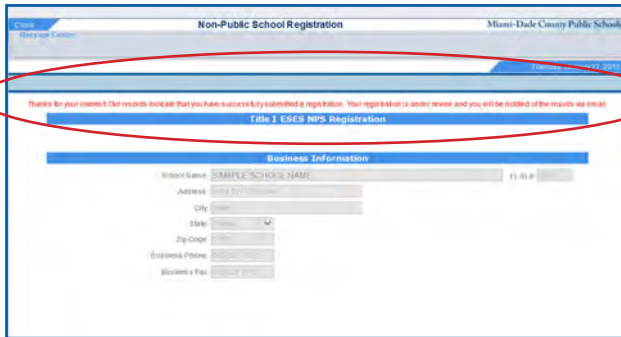 Close
Non-Public School Registration
Miami-Dade County Public Schools
Message Center
Thanks for your interest! Our records indicate that you have successfully submitted a registration. Your registration is under review and you will be notified of the results via email.
Title I ESES NPS Registration
Business Information
School Name SAMPLE SCHOOL NAME
Address
City
State
Zip Code
Business Phone
Business Fax